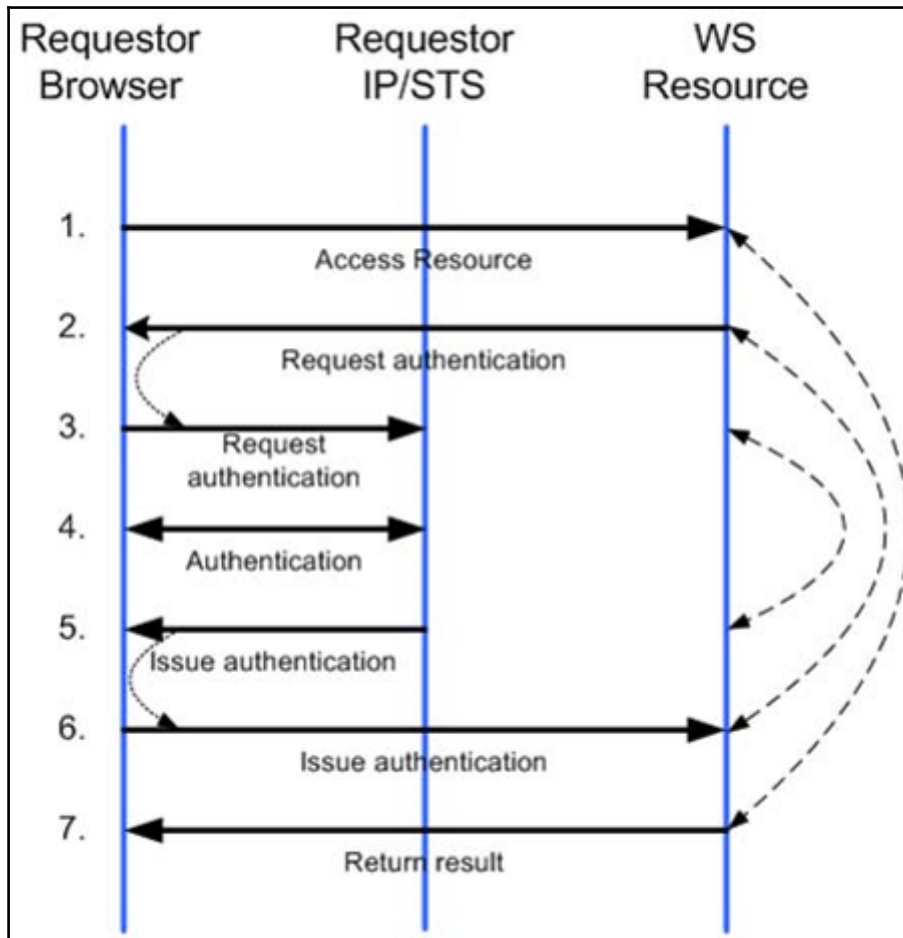 Requestor
Browser
Requestor
IP/STS
WS
Resource
1.
Access Resource
2.
Request authentication
3.
Request
authentication
4.
Authentication
5.
Issue authentication
6.
Issue authentication
7.
Return result